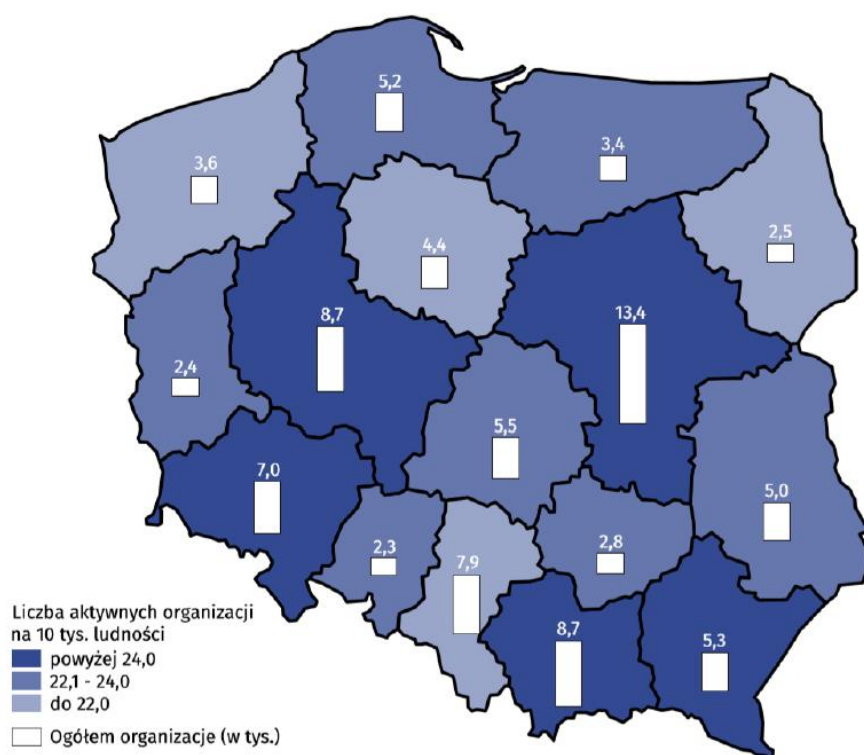 5,2
3,4
3,6
2,5
4,4
13,4
8,7
2,4
5,5
7,0
5,0
2,3
7,9
2,8
8,7
5,3
Liczba aktywnych organizacji
na 10 tys. ludności
powyżej 24,0
22,1 - 24,0
do 22,0
Ogółem organizacje (w tys.)